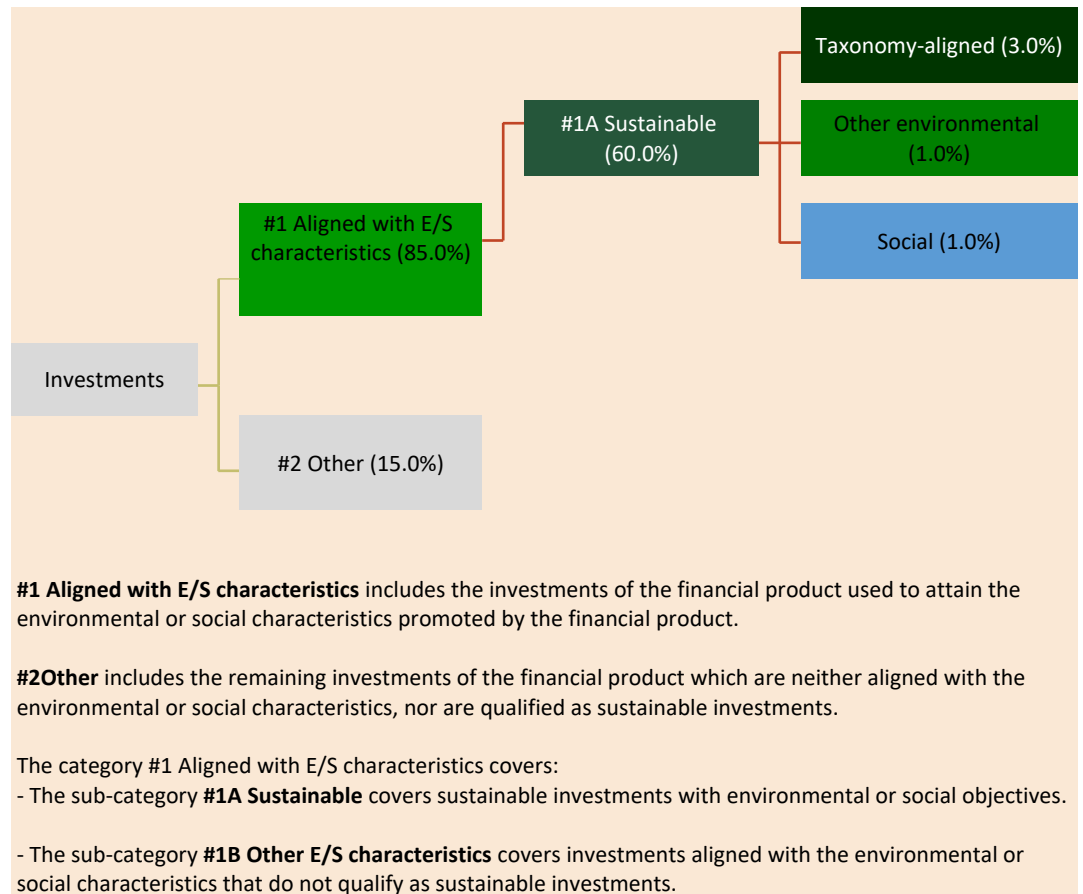 Taxonomy-aligned (3.0%)
#1A Sustainable
(60.0%)
Other environmental
(1.0%)
#1 Aligned with E/S
characteristics (85.0%)
Social (1.0%)
Investments
#2 Other (15.0%)
#1 Aligned with E/S characteristics includes the investments of the financial product used to attain the
environmental or social characteristics promoted by the financial product.
#2Other includes the remaining investments of the financial product which are neither aligned with the
environmental or social characteristics, nor are qualified as sustainable investments.
The category #1 Aligned with E/S characteristics covers:
- The sub-category #1A Sustainable covers sustainable investments with environmental or social objectives.
- The sub-category #1B Other E/S characteristics covers investments aligned with the environmental or
social characteristics that do not qualify as sustainable investments.